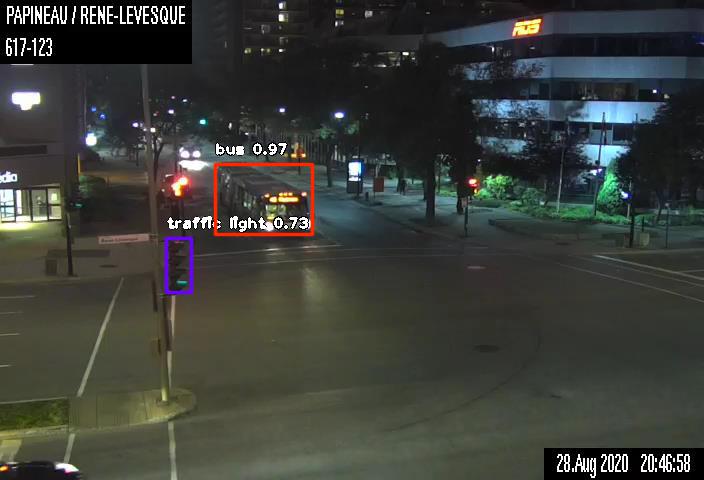 PAPINEAU / RENE-LEVESQUE
617-123
bus 0.97
traffic light 0.73
28.Aug 2020 20:46:58